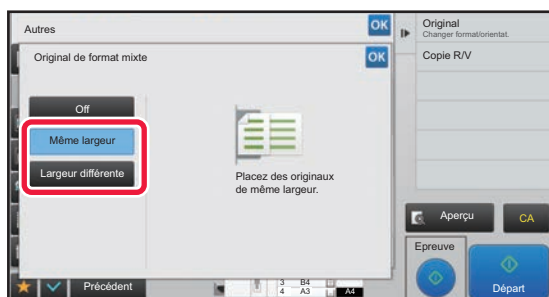 Autres
OK
Original de format mixte
OK
Off
Même largeur
Largeur différente
Placez des originaux
de même largeur.
Original
Changer format/orientat.
Copie R/V
Aperçu
CA
Epreuve
Départ
Précédent
3 B4
4 A3
A4